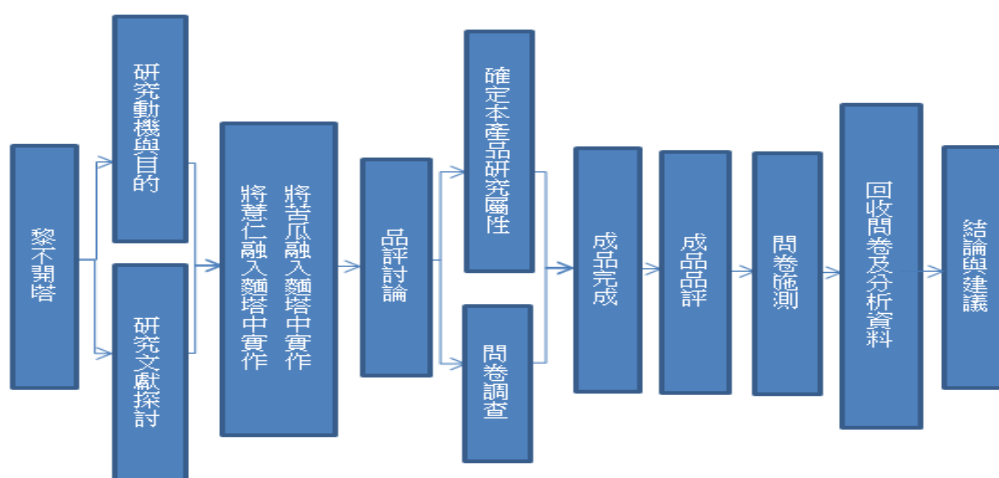 黎不開塔
研究動機與目的
研究文獻探討
將苦瓜融入麵塔中實作
將薏仁融入麵塔中實作
品評討論
確定本產品研究屬性
問卷調查
成品完成
成品品評
問卷施測
回收問卷及分析資料
結論與建議